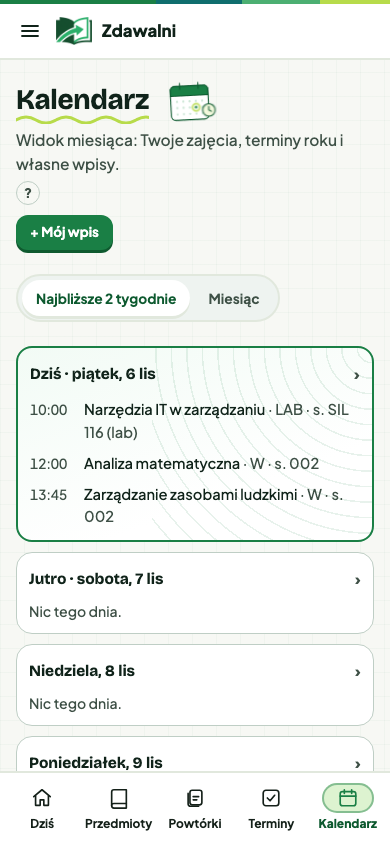 Zdawalni
Kalendarz
Widok miesiąca: Twoje zajęcia, terminy roku i
własne wpisy.
?
+ Mój wpis
Najbliższe 2 tygodnie
Miesiąc
Dziś · piątek, 6 lis ›
10:00 Narzędzia IT w zarządzaniu · LAB · s. SIL
116 (lab)
12:00 Analiza matematyczna · W · s. 002
13:45 Zarządzanie zasobami ludzkimi · W · s.
002
Jutro · sobota, 7 lis ›
Nic tego dnia.
Niedziela, 8 lis ›
Nic tego dnia.
Poniedziałek, 9 lis ›
Dziś Przedmioty Powtórki Terminy Kalendarz